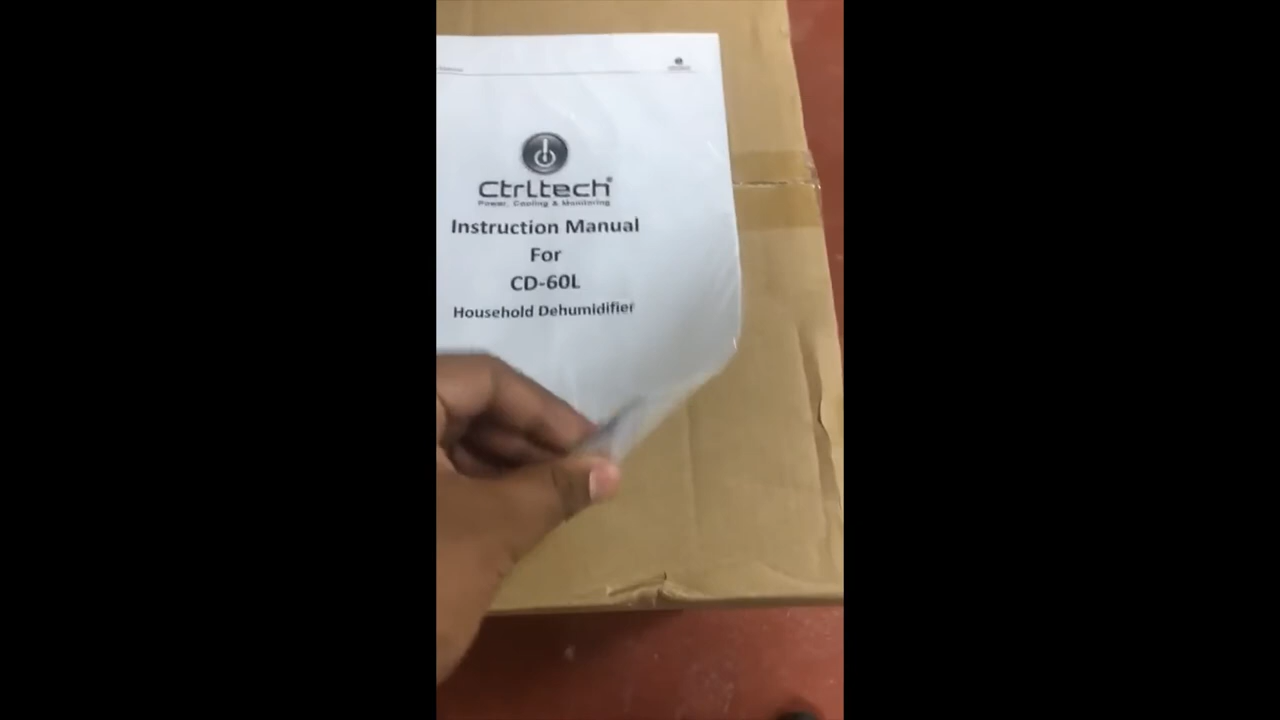 Ctrltech®
Power, Cooling & Monitoring
Instruction Manual
For
CD-60L
Household Dehumidifier